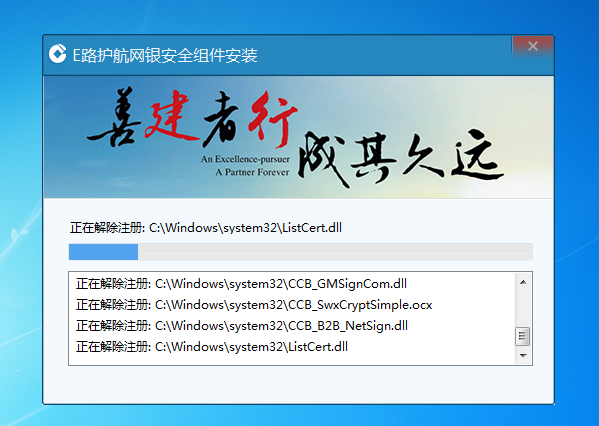 E路护航网银安全组件安装
善建者行
An Excellence-pursuer
A Partner Forever
成其久远
正在解除注册: C:\Windows\system32\ListCert.dll
正在解除注册: C:\Windows\system32\CCB_GMSignCom.dll
正在解除注册: C:\Windows\system32\CCB_SwxCryptSimple.ocx
正在解除注册: C:\Windows\system32\CCB_B2B_NetSign.dll
正在解除注册: C:\Windows\system32\ListCert.dll